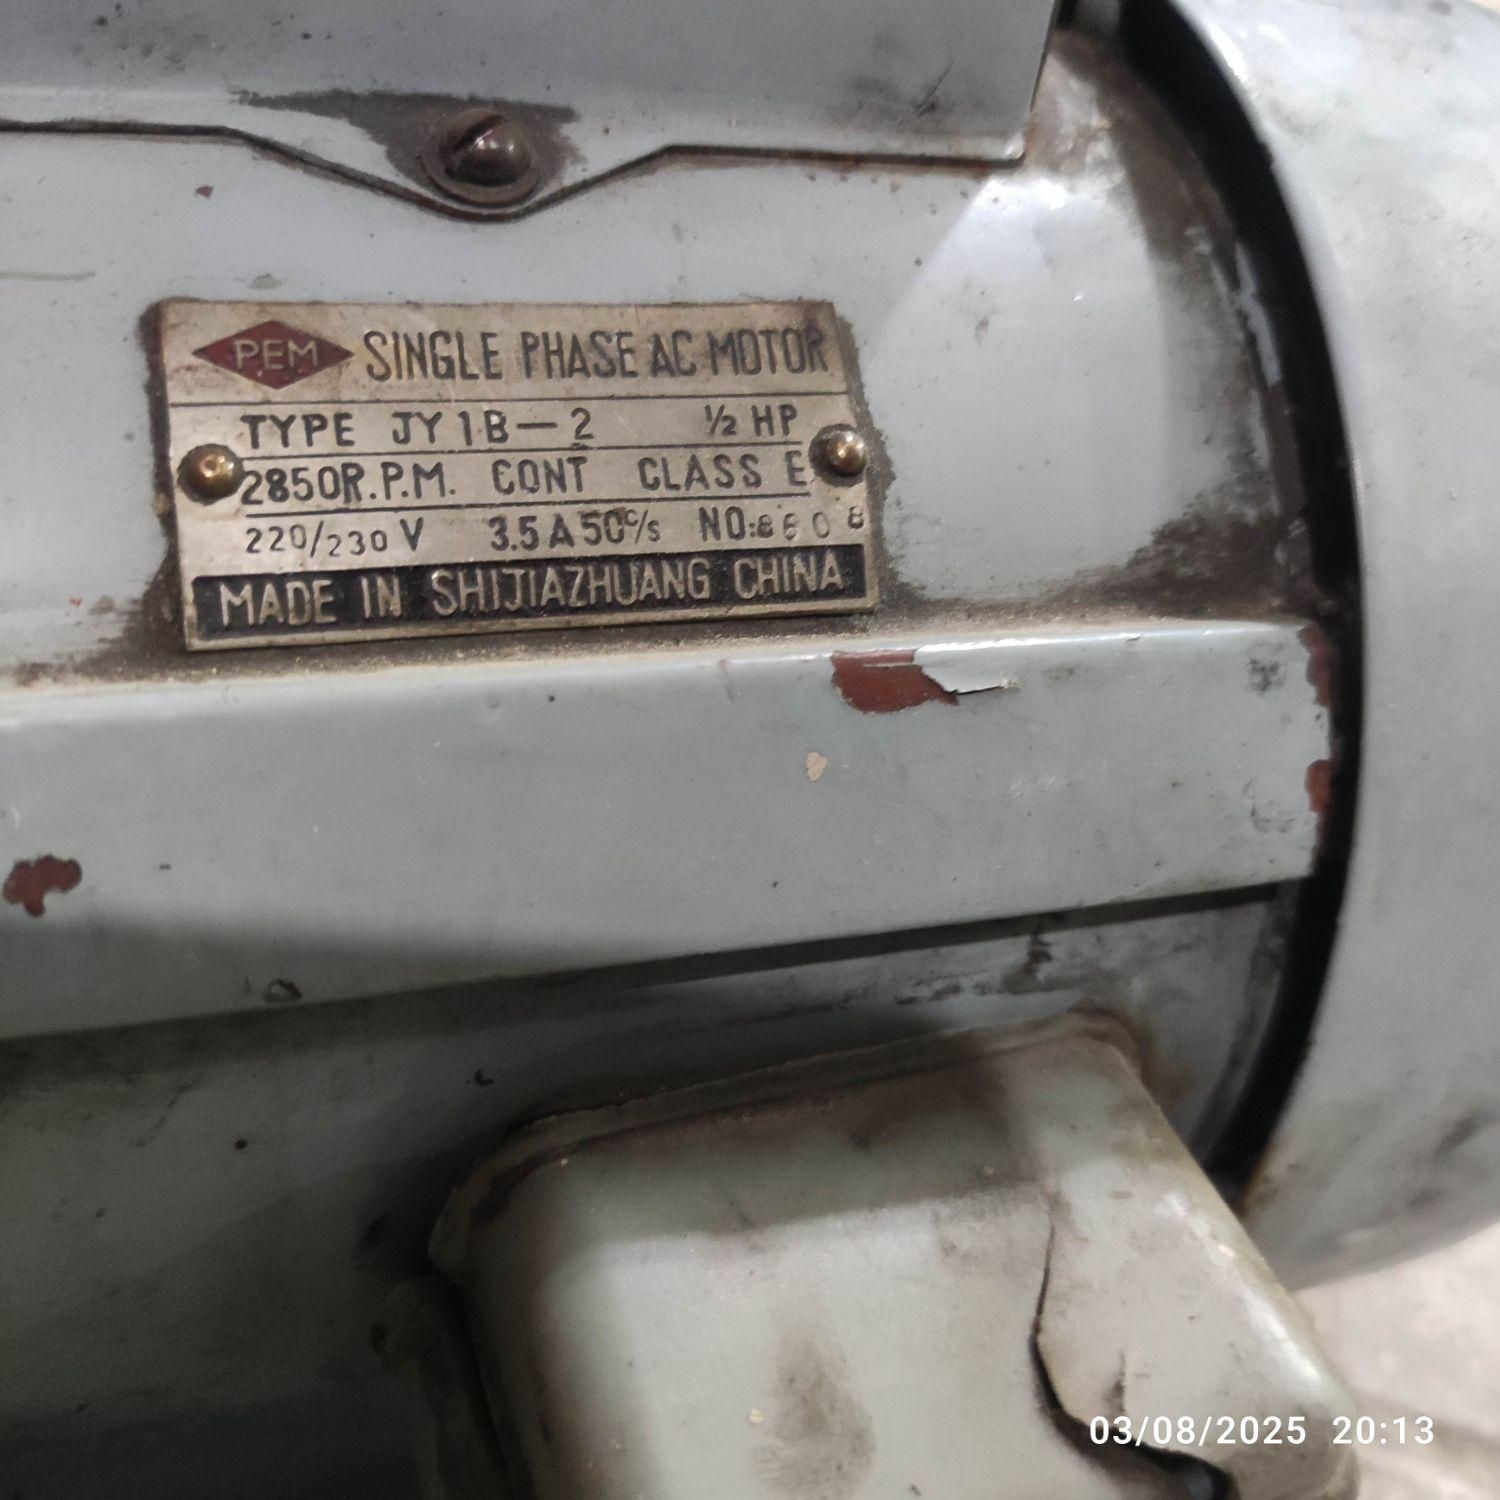 PEM SINGLE PHASE AC MOTOR
TYPE JY1B—2 ½ HP
2850R.P.M. CONT CLASS E
220/230 V 3.5 A 50 c/s NO:8608
MADE IN SHIJIAZHUANG CHINA
03/08/2025 20:13